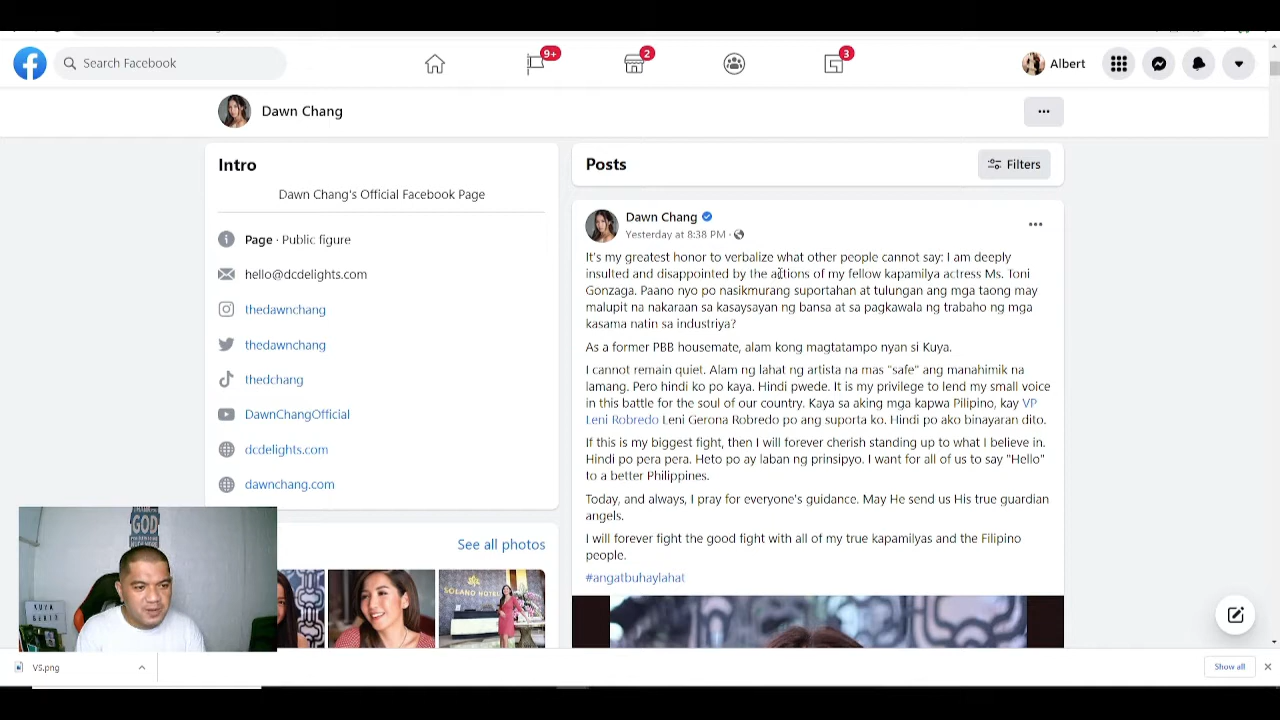 Search Facebook
9+
2
3
Albert
Dawn Chang
Intro
Dawn Chang's Official Facebook Page
Page · Public figure
hello@dcdelights.com
thedawnchang
thedawnchang
thedchang
DawnChangOfficial
dcdelights.com
dawnchang.com
See all photos
SOLANO HOTEL
Posts
Filters
Dawn Chang
Yesterday at 8:38 PM ·
It's my greatest honor to verbalize what other people cannot say: I am deeply
insulted and disappointed by the actions of my fellow kapamilya actress Ms. Toni
Gonzaga. Paano nyo po nasikmurang suportahan at tulungan ang mga taong may
malupit na nakaraan sa kasaysayan ng bansa at sa pagkawala ng trabaho ng mga
kasama natin sa industriya?
As a former PBB housemate, alam kong magtatampo nyan si Kuya.
I cannot remain quiet. Alam ng lahat ng artista na mas "safe" ang manahimik na
lamang. Pero hindi ko po kaya. Hindi pwede. It is my privilege to lend my small voice
in this battle for the soul of our country. Kaya sa aking mga kapwa Pilipino, kay VP
Leni Robredo Leni Gerona Robredo po ang suporta ko. Hindi po ako binayaran dito.
If this is my biggest fight, then I will forever cherish standing up to what I believe in.
Hindi po pera pera. Heto po ay laban ng prinsipyo. I want for all of us to say "Hello"
to a better Philippines.
Today, and always, I pray for everyone's guidance. May He send us His true guardian
angels.
I will forever fight the good fight with all of my true kapamilyas and the Filipino
people.
#angatbuhaylahat
GOD
KUYA
VS.png
Show all